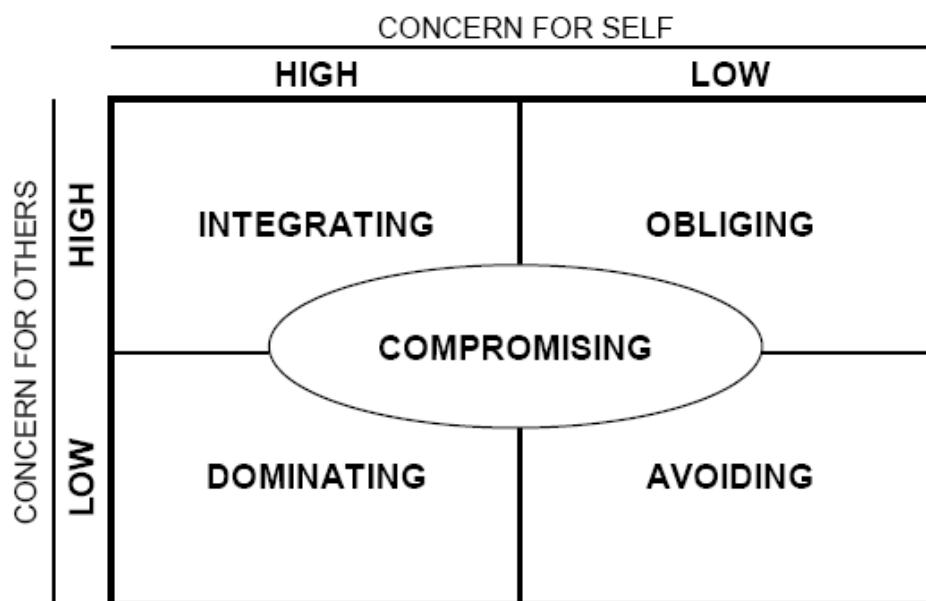 CONCERN FOR SELF
HIGH LOW
CONCERN FOR OTHERS
HIGH
INTEGRATING OBLIGING
COMPROMISING
LOW
DOMINATING AVOIDING